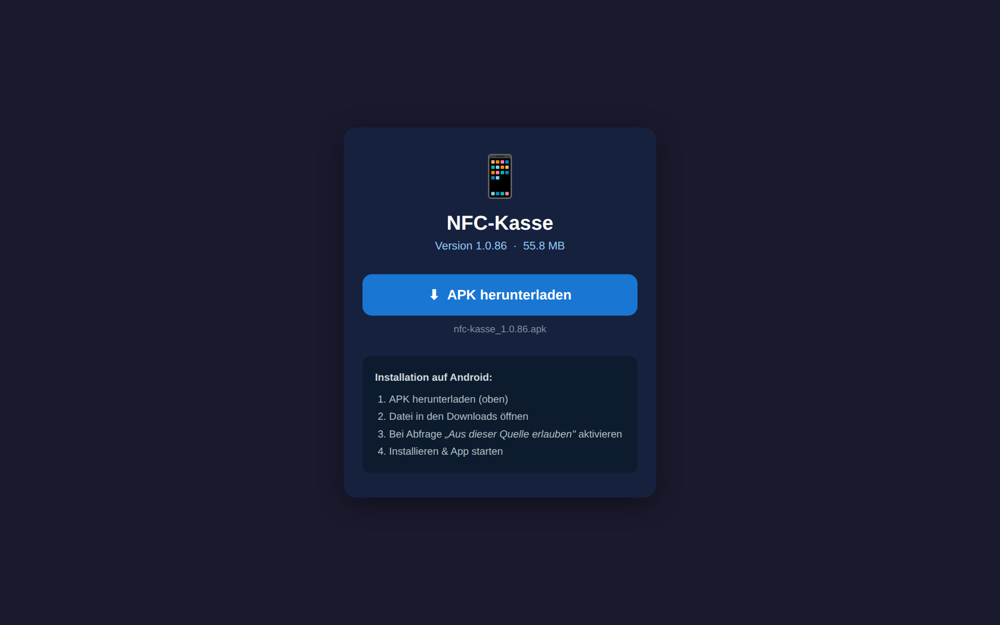 NFC-Kasse
Version 1.0.86 · 55.8 MB
⬇ APK herunterladen
nfc-kasse_1.0.86.apk
Installation auf Android:
1. APK herunterladen (oben)
2. Datei in den Downloads öffnen
3. Bei Abfrage „Aus dieser Quelle erlauben" aktivieren
4. Installieren & App starten